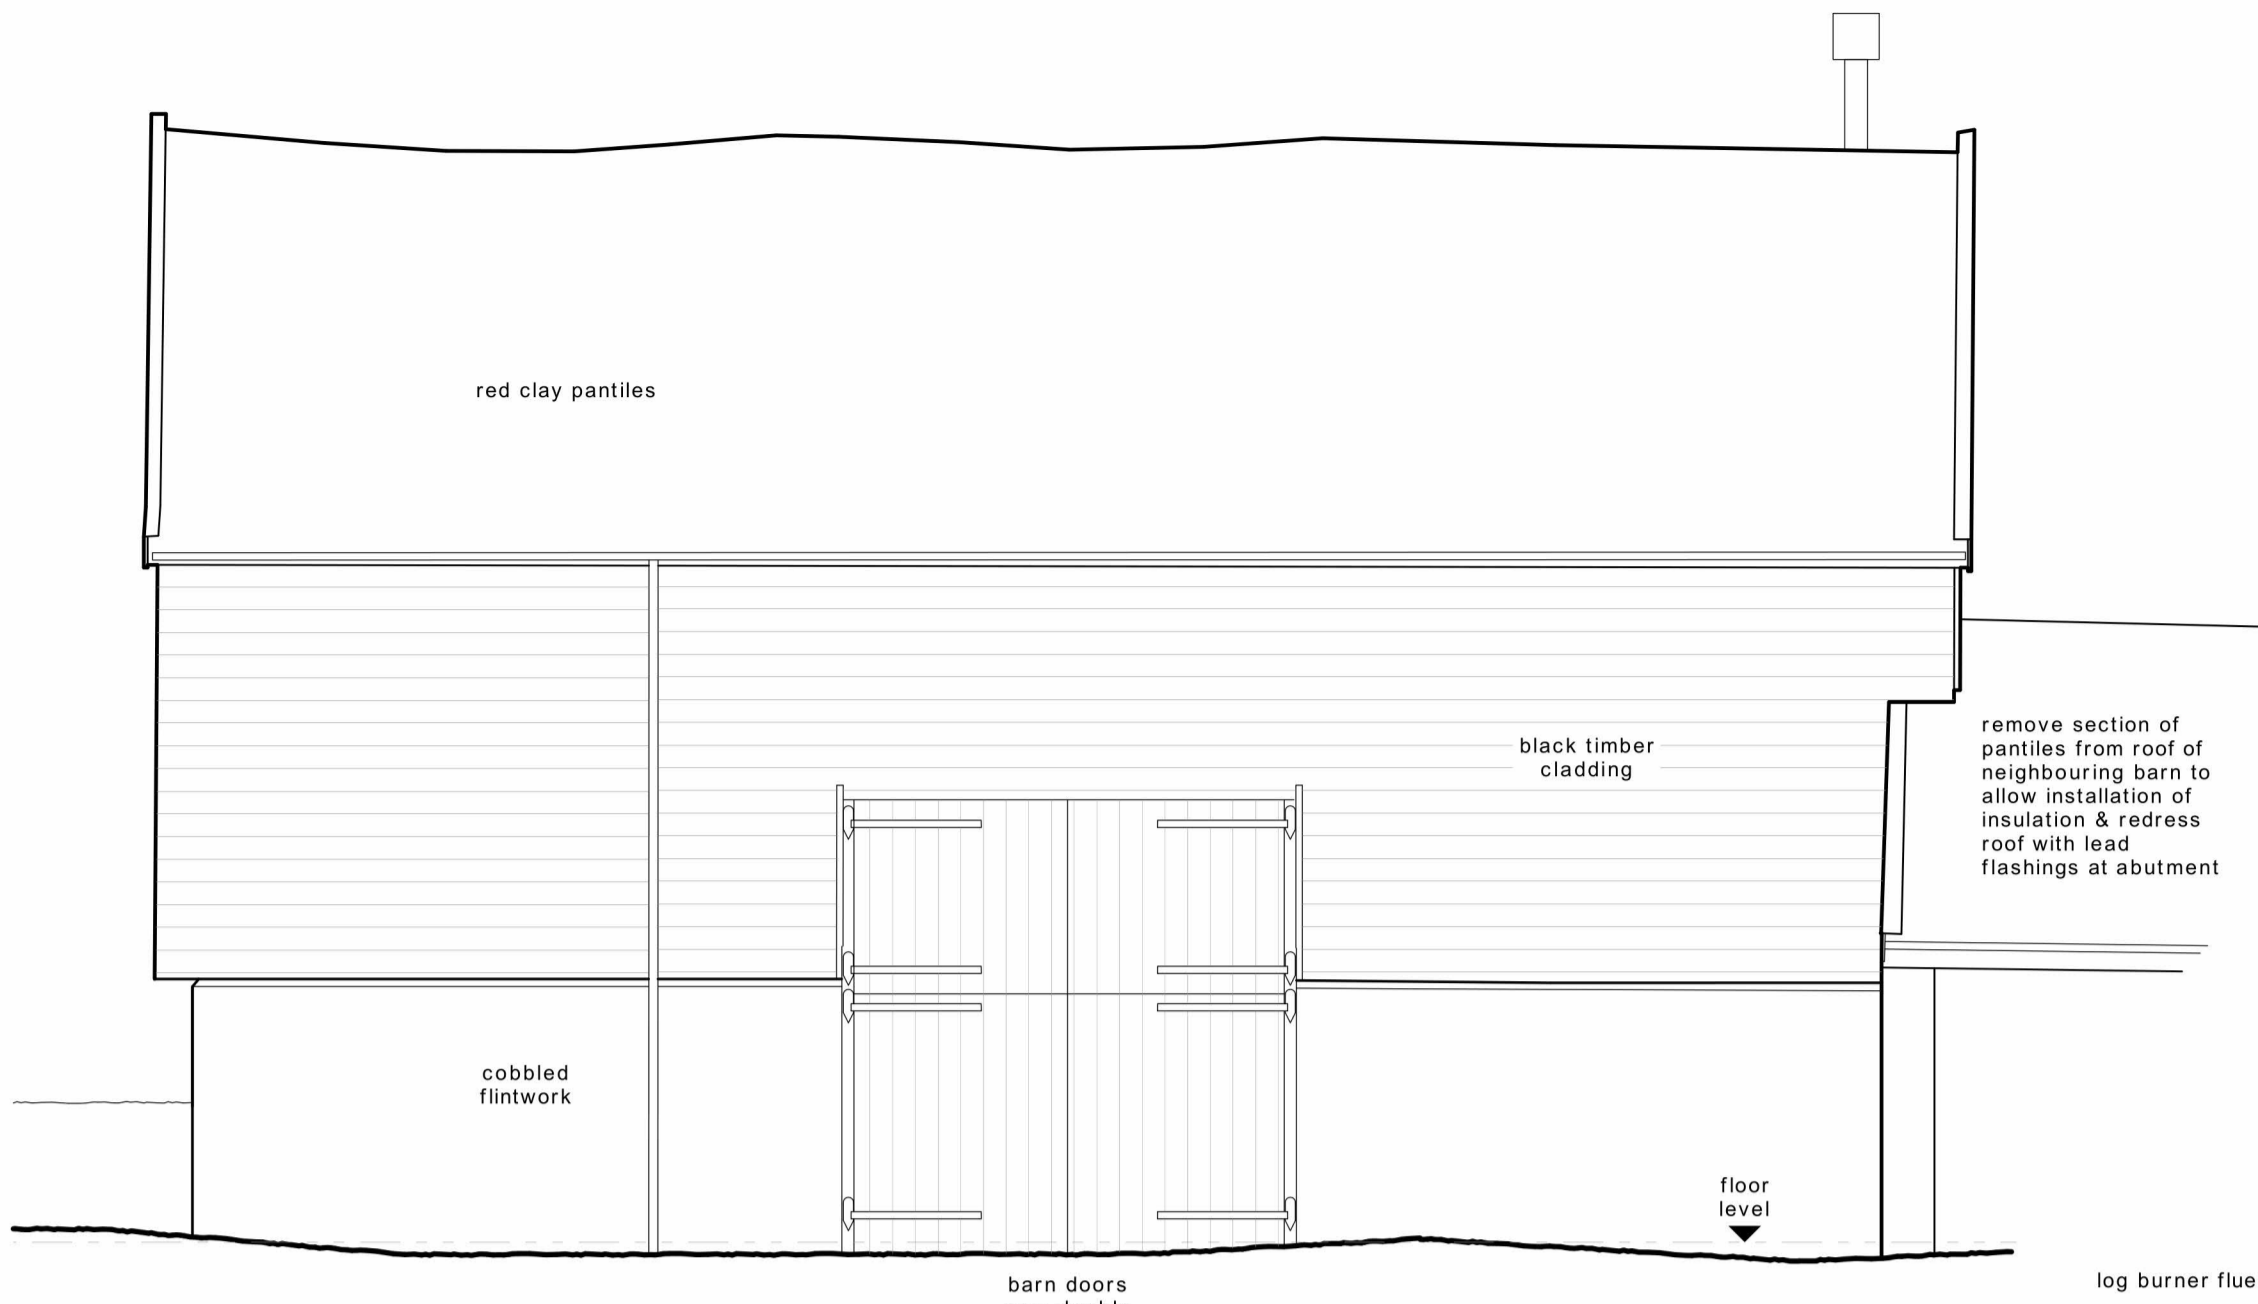 red clay pantiles
black timber
cladding
remove section of
pantiles from roof of
neighbouring barn to
allow installation of
insulation & redress
roof with lead
flashings at abutment
cobbled
flintwork
floor
level
barn doors
log burner flue